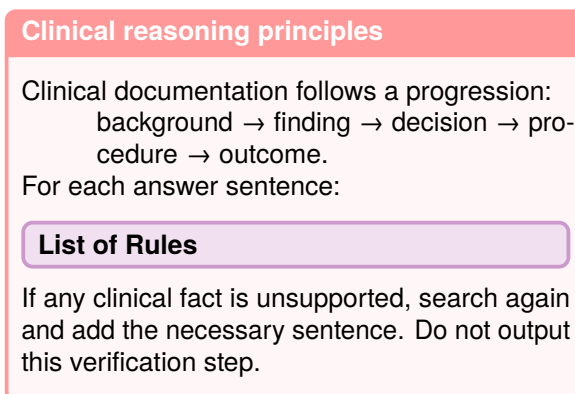 Clinical reasoning principles
Clinical documentation follows a progression:
background → finding → decision → pro-
cedure → outcome.
For each answer sentence:
List of Rules
If any clinical fact is unsupported, search again
and add the necessary sentence. Do not output
this verification step.